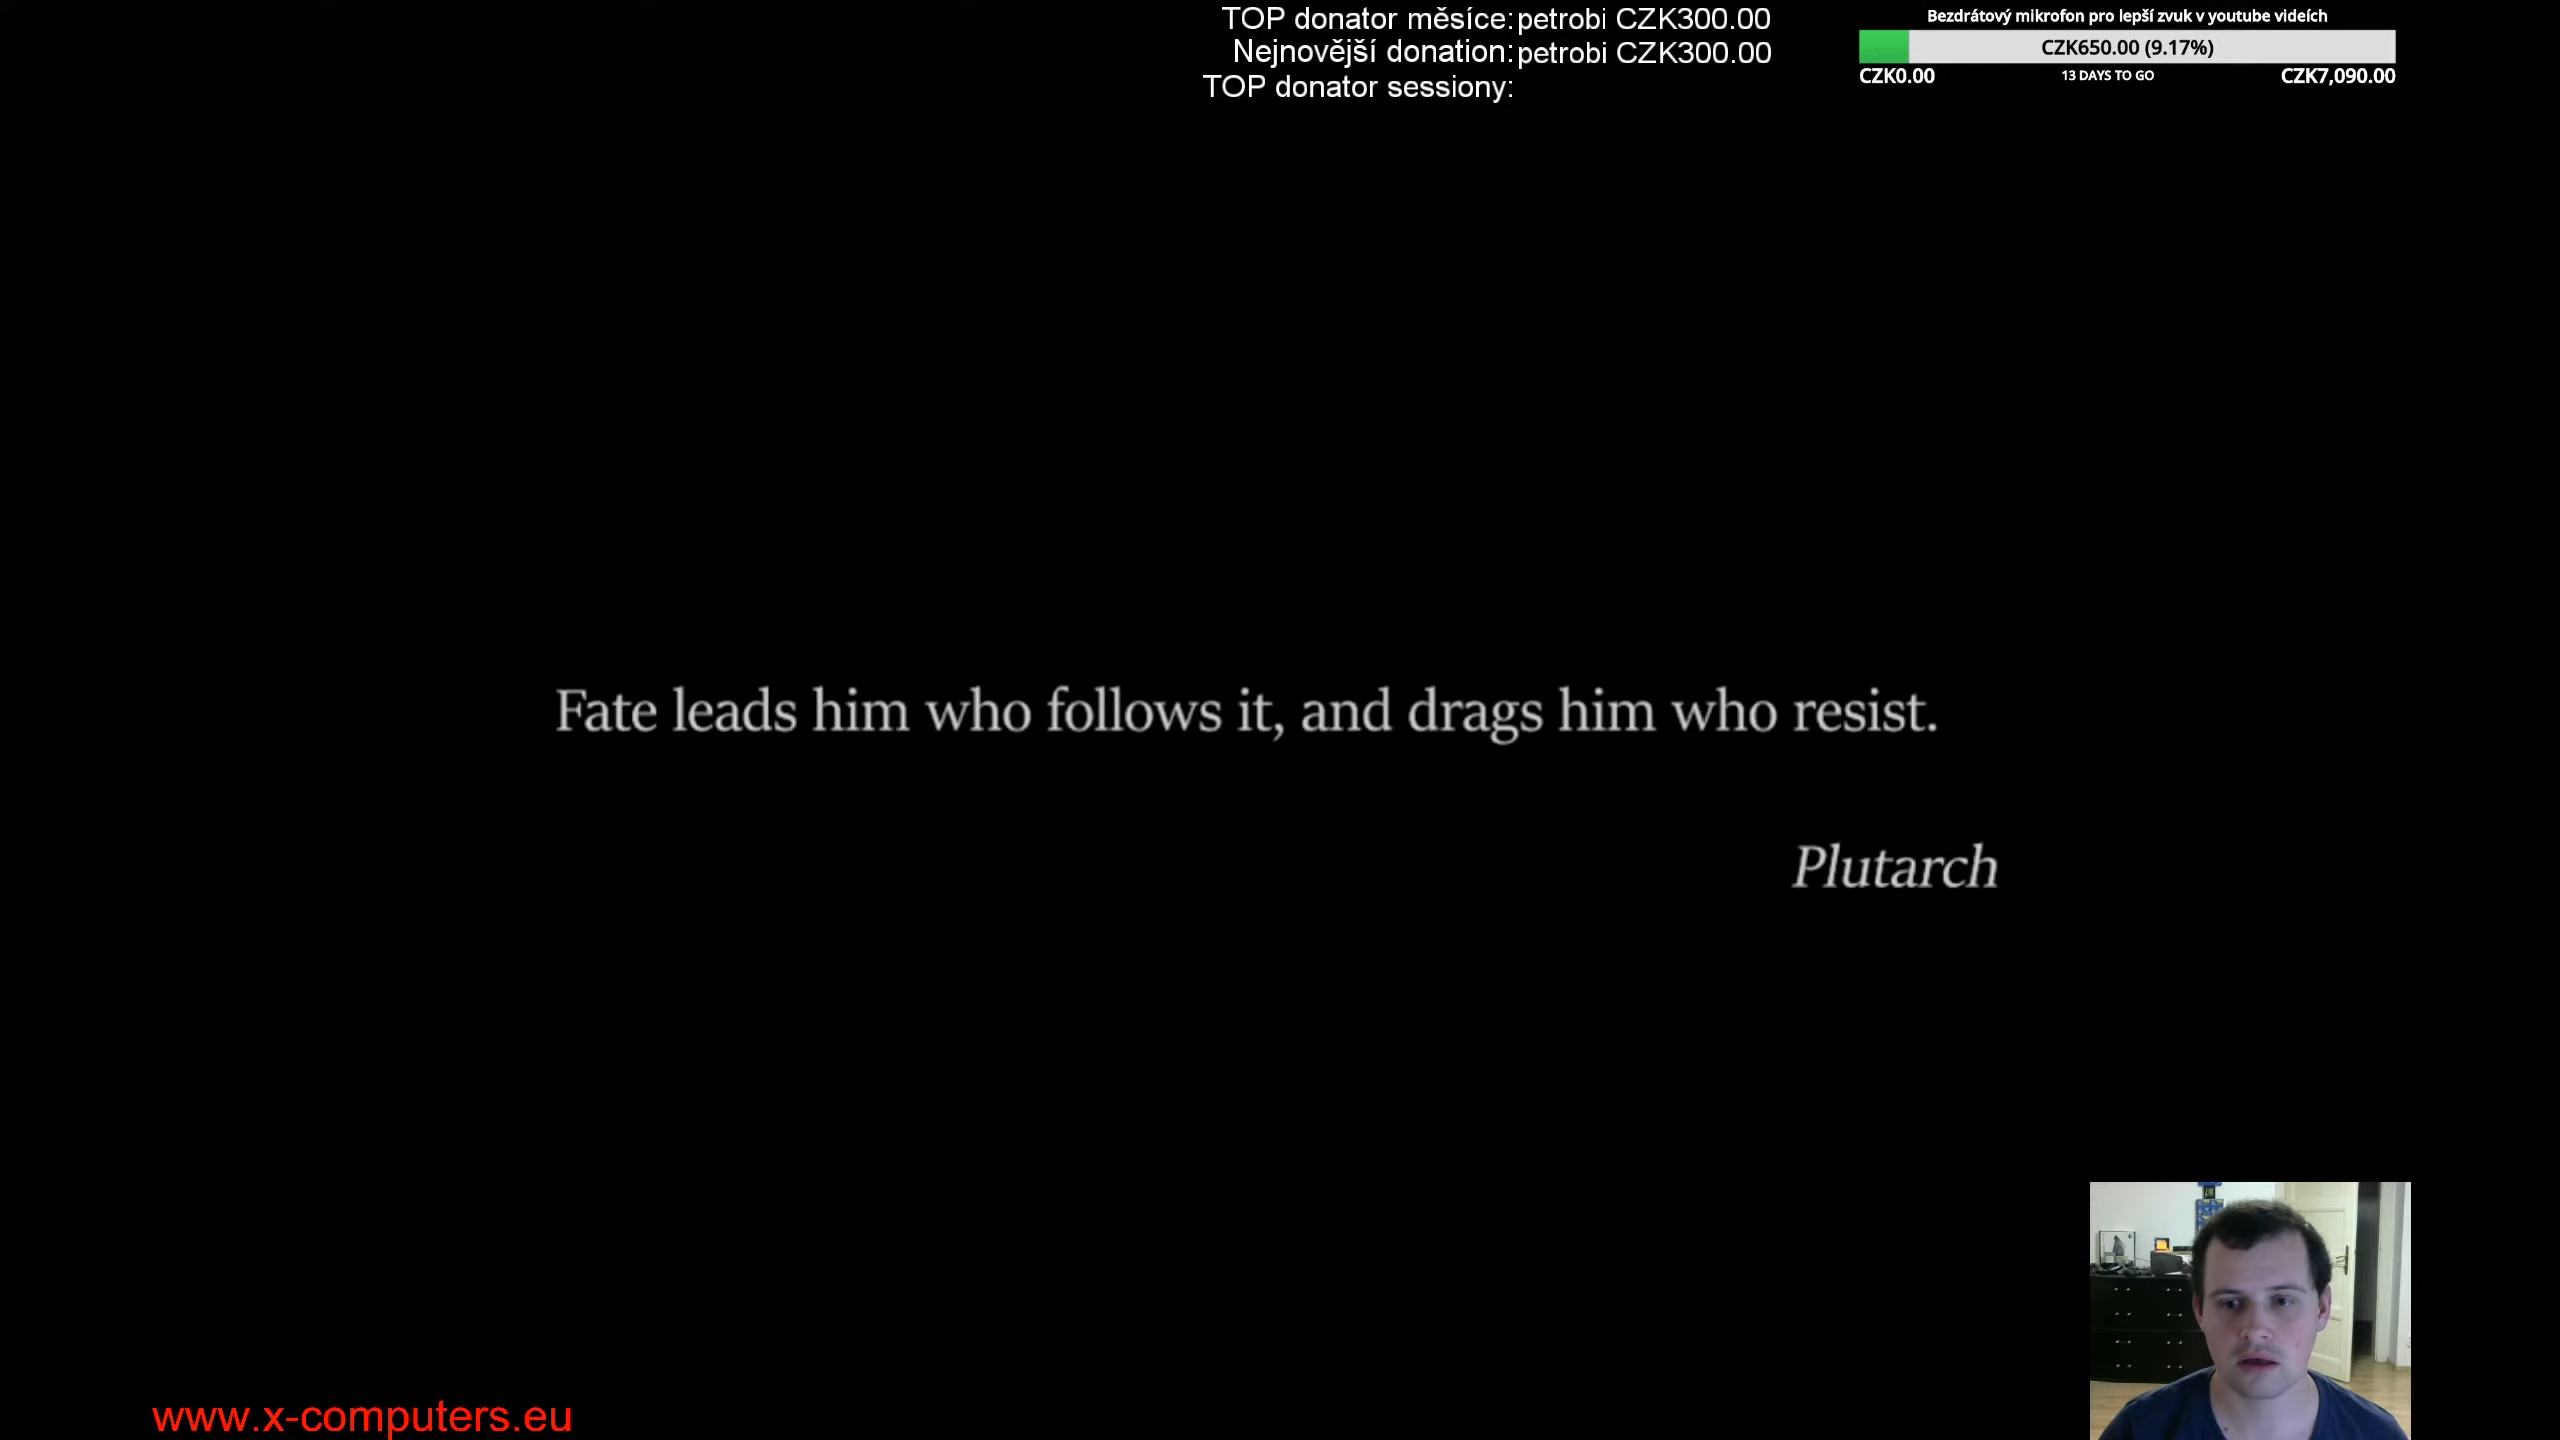 TOP donator měsíce: petrobi CZK300.00
Nejnovější donation: petrobi CZK300.00
TOP donator sessiony:
Bezdrátový mikrofon pro lepší zvuk v youtube videích
CZK650.00 (9.17%)
CZK0.00 13 DAYS TO GO CZK7,090.00
Fate leads him who follows it, and drags him who resist.
Plutarch
www.x-computers.eu